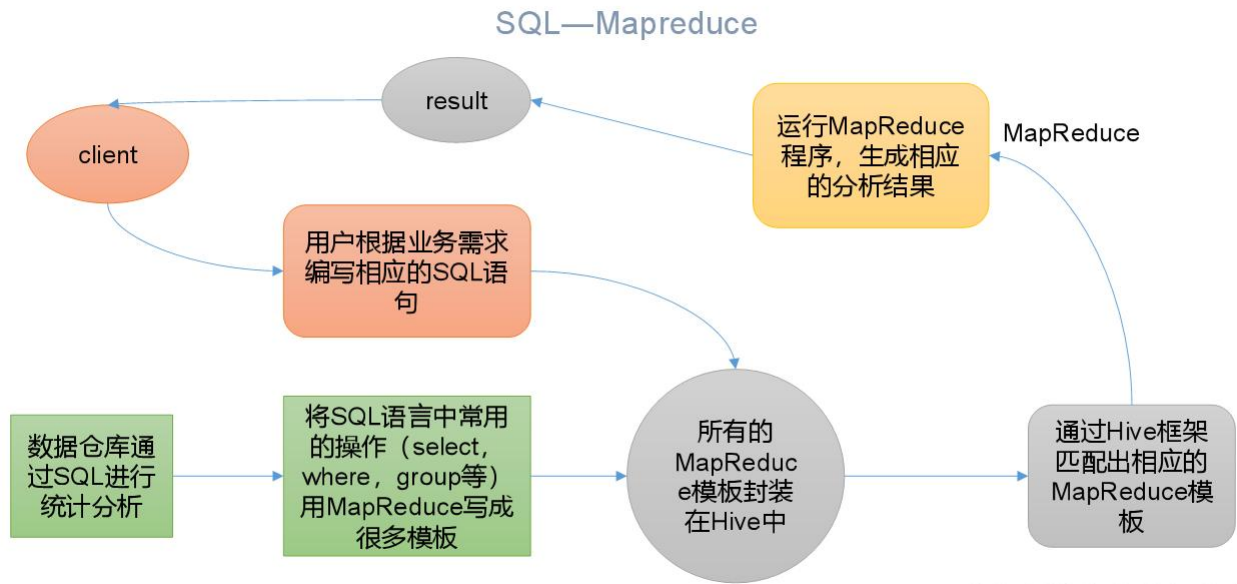 SQL—Mapreduce
result
client
运行MapReduce
程序，生成相应
的分析结果
MapReduce
用户根据业务需求
编写相应的SQL语
句
数据仓库通
过SQL进行
统计分析
将SQL语言中常用
的操作（select，
where，group等）
用MapReduce写成
很多模板
所有的
MapReduc
e模板封装
在Hive中
通过Hive框架
匹配出相应的
MapReduce模
板